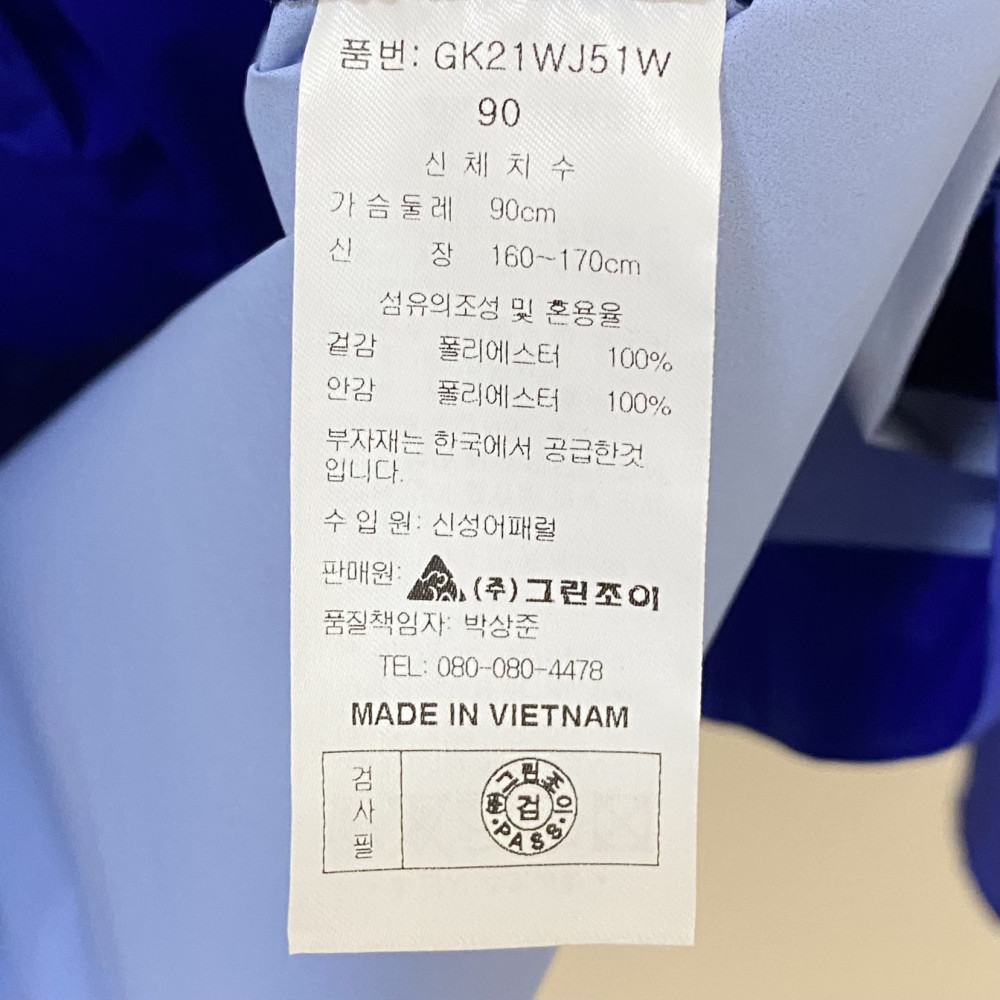 품번: GK21WJ51W
90
신 체 치 수
가슴둘레 90cm
신 장 160~170cm
섬유의조성 및 혼용율
겉감 폴리에스터 100%
안감 폴리에스터 100%
부자재는 한국에서 공급한것
입니다.
수 입 원: 신성어패럴
판매원: (주)그린조이
품질책임자: 박상준
TEL: 080-080-4478
MADE IN VIETNAM
검사필
그린조이
검
PASS